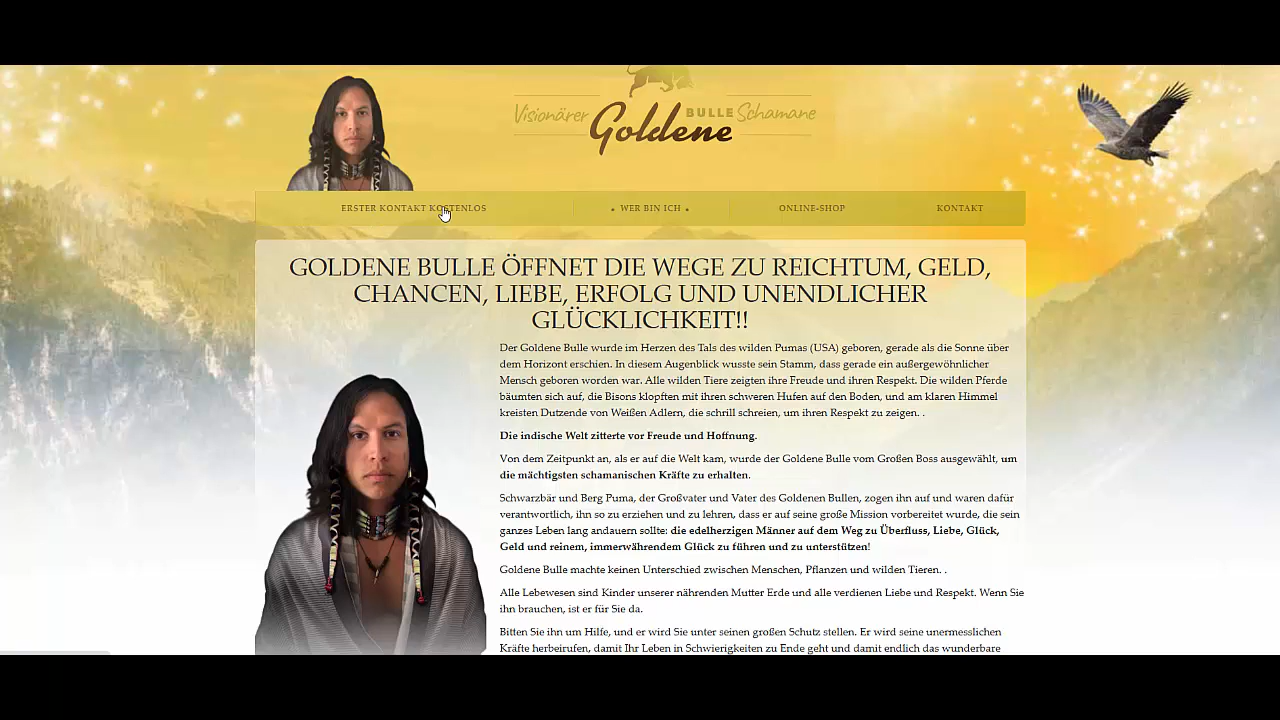 Visionärer BULLE Schamane
Goldene
ERSTER KONTAKT KOSTENLOS
WER BIN ICH
ONLINE-SHOP
KONTAKT
GOLDENE BULLE ÖFFNET DIE WEGE ZU REICHTUM, GELD,
CHANCEN, LIEBE, ERFOLG UND UNENDLICHER
GLÜCKLICHKEIT!!
Der Goldene Bulle wurde im Herzen des Tals des wilden Pumas (USA) geboren, gerade als die Sonne über
dem Horizont erschien. In diesem Augenblick wusste sein Stamm, dass gerade ein außergewöhnlicher
Mensch geboren worden war. Alle wilden Tiere zeigten ihre Freude und ihren Respekt. Die wilden Pferde
bäumten sich auf, die Bisons klopften mit ihren schweren Hufen auf den Boden, und am klaren Himmel
kreisten Dutzende von Weißen Adlern, die schrill schreien, um ihren Respekt zu zeigen. .
Die indische Welt zitterte vor Freude und Hoffnung.
Von dem Zeitpunkt an, als er auf die Welt kam, wurde der Goldene Bulle vom Großen Boss ausgewählt, um
die mächtigsten schamanischen Kräfte zu erhalten.
Schwarzbär und Berg Puma, der Großvater und Vater des Goldenen Bullen, zogen ihn auf und waren dafür
verantwortlich, ihn so zu erziehen und zu lehren, dass er auf seine große Mission vorbereitet wurde, die sein
ganzes Leben lang andauern sollte: die edelherzigen Männer auf dem Weg zu Überfluss, Liebe, Glück,
Geld und reinem, immerwährendem Glück zu führen und zu unterstützen!
Goldene Bulle machte keinen Unterschied zwischen Menschen, Pflanzen und wilden Tieren. .
Alle Lebewesen sind Kinder unserer nährenden Mutter Erde und alle verdienen Liebe und Respekt. Wenn Sie
ihn brauchen, ist er für Sie da.
Bitten Sie ihn um Hilfe, und er wird Sie unter seinen großen Schutz stellen. Er wird seine unermesslichen
Kräfte herbeirufen, damit Ihr Leben in Schwierigkeiten zu Ende geht und damit endlich das wunderbare